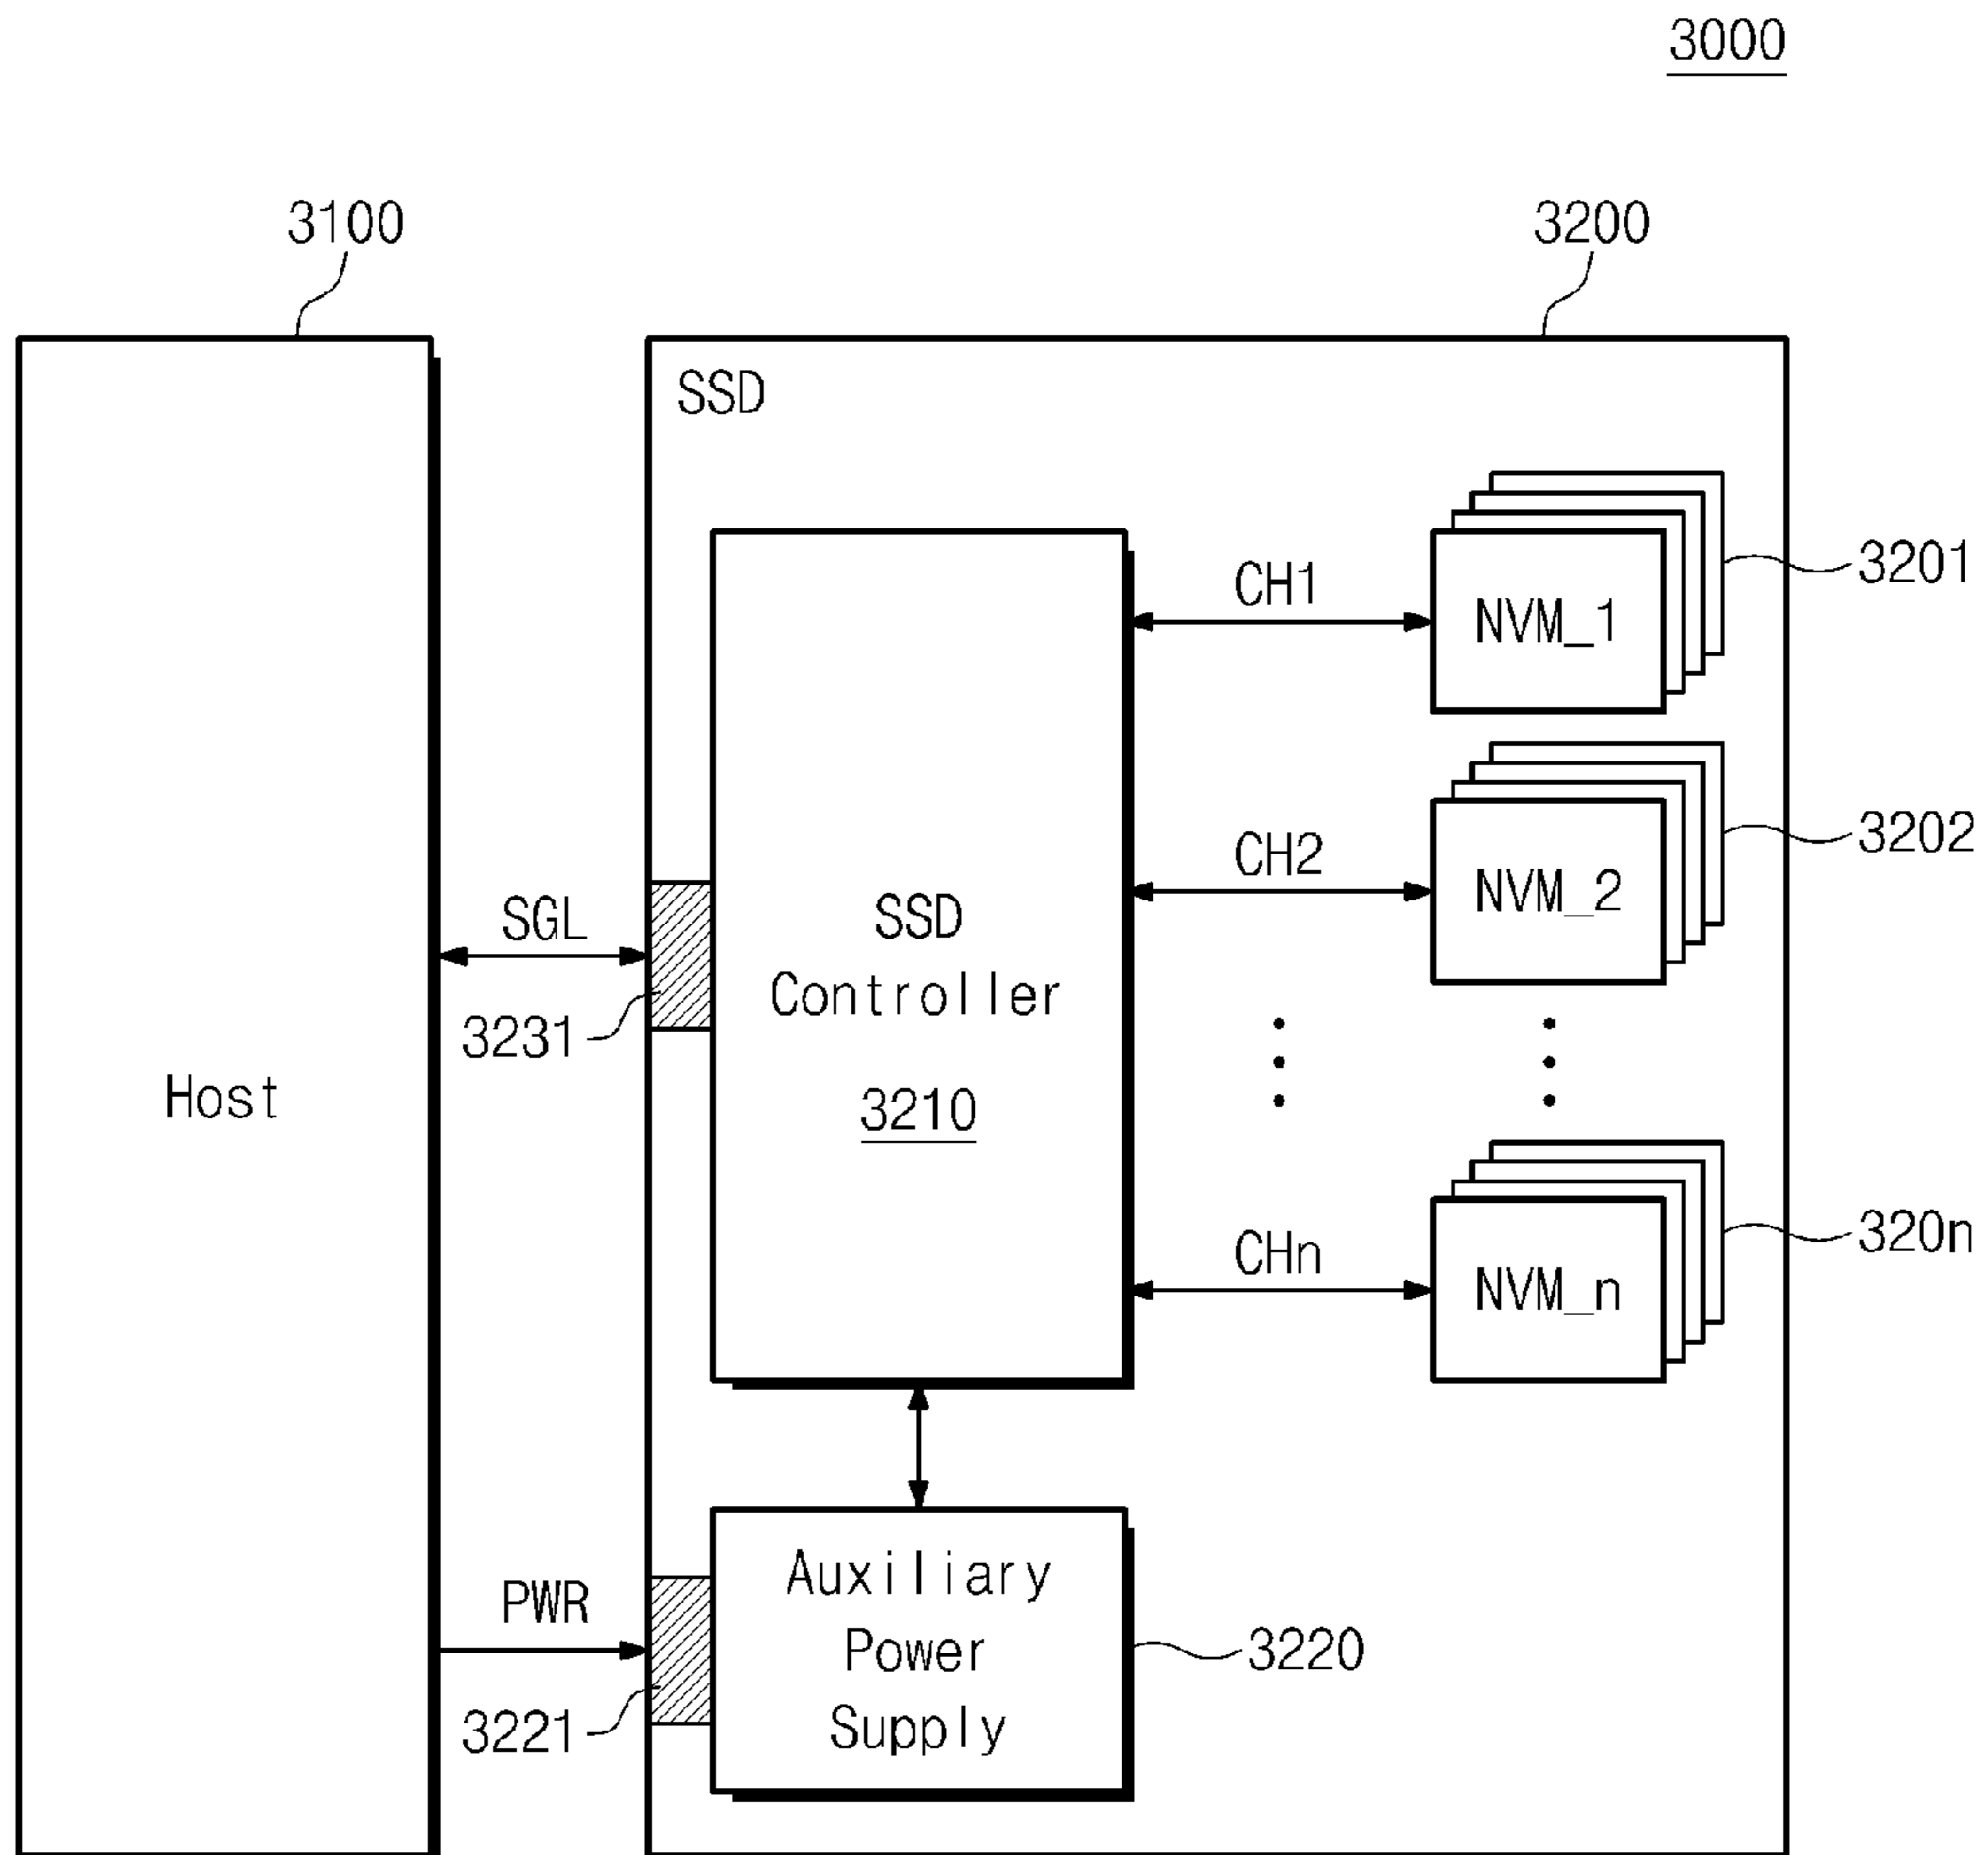 3000
3100
3200
SSD
CH1
NVM_1
3201
CH2
NVM_2
3202
SGL
3231
Host
SSD
Controller
3210
CHn
NVM_n
320n
PWR
3221
Auxiliary
Power
Supply
3220